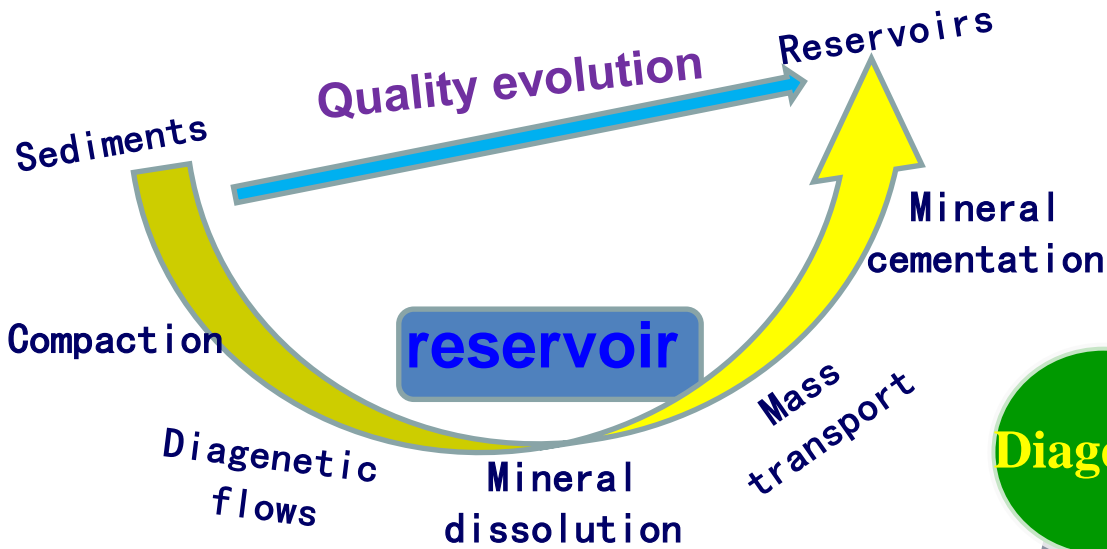 Reservoirs
Quality evolution
Sediments
Mineral
cementation
Compaction
reservoir
Mass
transport
Diagenetic
flows
Mineral
dissolution